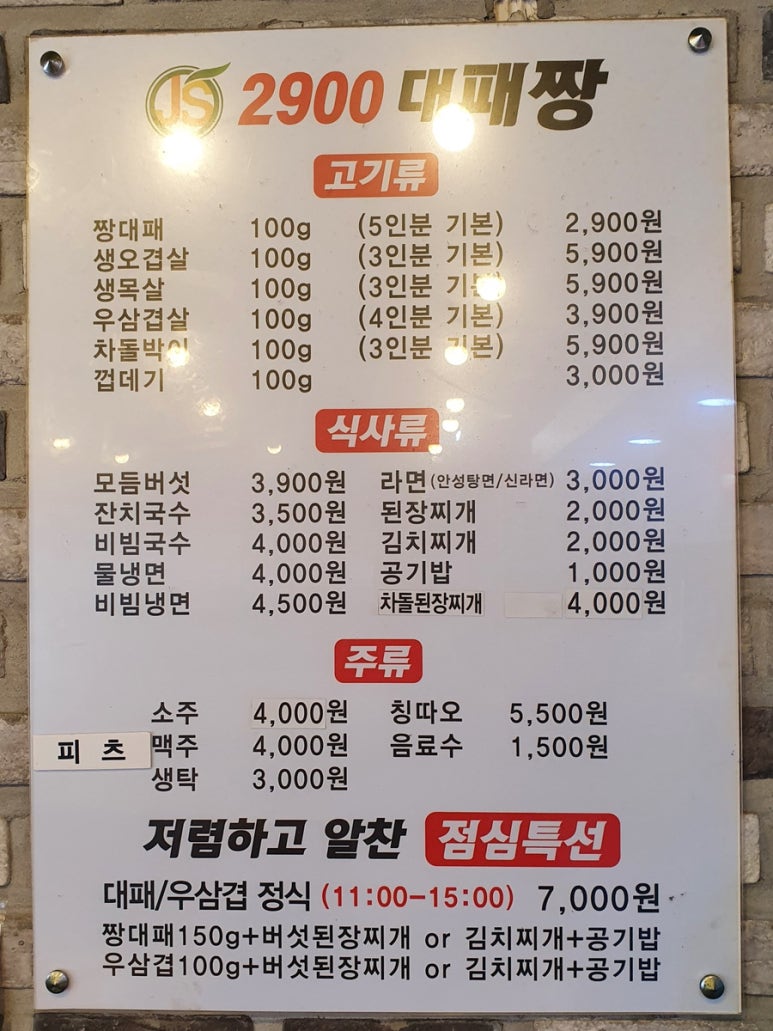 JS 2900 대패짱
고기류
짱대패 100g (5인분 기본) 2,900원
생오겹살 100g (3인분 기본) 5,900원
생목살 100g (3인분 기본) 5,900원
우삼겹살 100g (4인분 기본) 3,900원
차돌박이 100g (3인분 기본) 5,900원
껍데기 100g 3,000원
식사류
모듬버섯 3,900원 라면(안성탕면/신라면) 3,000원
잔치국수 3,500원 된장찌개 2,000원
비빔국수 4,000원 김치찌개 2,000원
물냉면 4,000원 공기밥 1,000원
비빔냉면 4,500원 차돌된장찌개 4,000원
주류
소주 4,000원 칭따오 5,500원
피츠 맥주 4,000원 음료수 1,500원
생탁 3,000원
저렴하고 알찬 점심특선
대패/우삼겹 정식 (11:00-15:00) 7,000원
짱대패150g+버섯된장찌개 or 김치찌개+공기밥
우삼겹100g+버섯된장찌개 or 김치찌개+공기밥